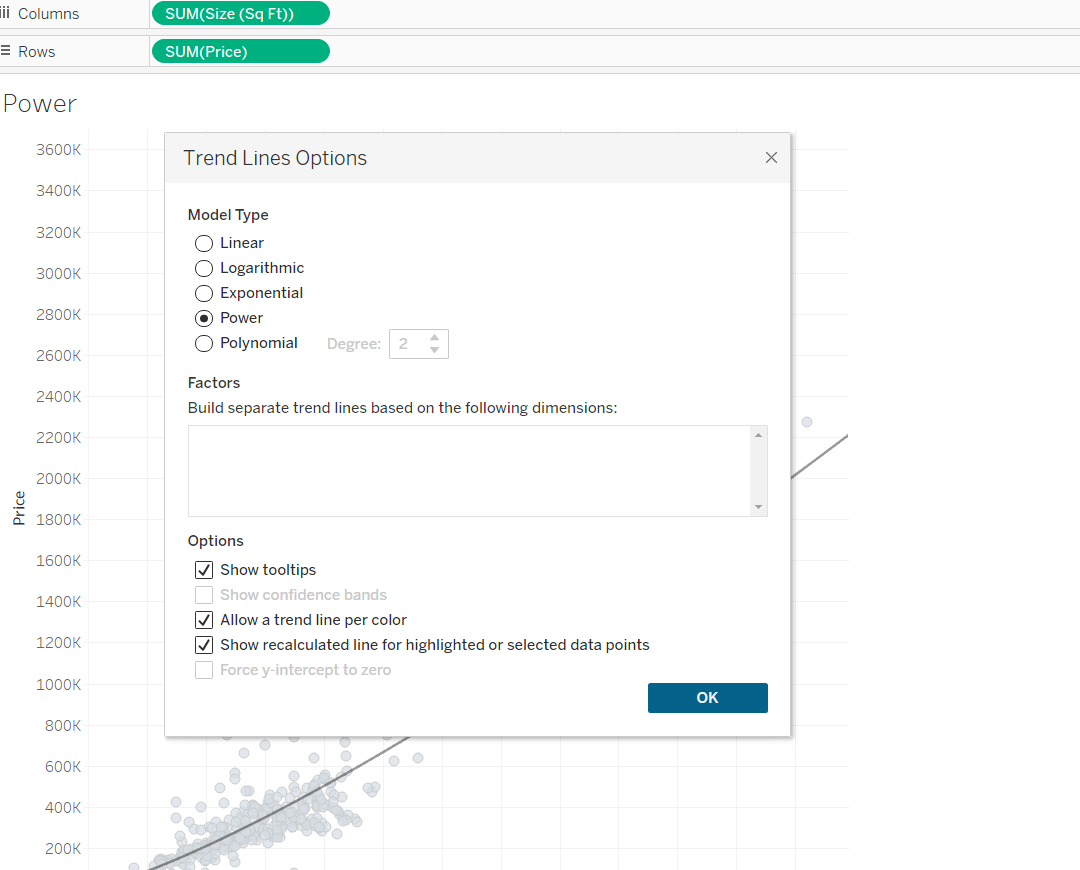 Columns SUM(Size (Sq Ft))
Rows SUM(Price)
Power
3600K
3400K
3200K
3000K
2800K
2600K
2400K
2200K
2000K
1800K
1600K
1400K
1200K
1000K
800K
600K
400K
200K
Price
Trend Lines Options
Model Type
Linear
Logarithmic
Exponential
Power
Polynomial Degree: 2
Factors
Build separate trend lines based on the following dimensions:
Options
Show tooltips
Show confidence bands
Allow a trend line per color
Show recalculated line for highlighted or selected data points
Force y-intercept to zero
OK